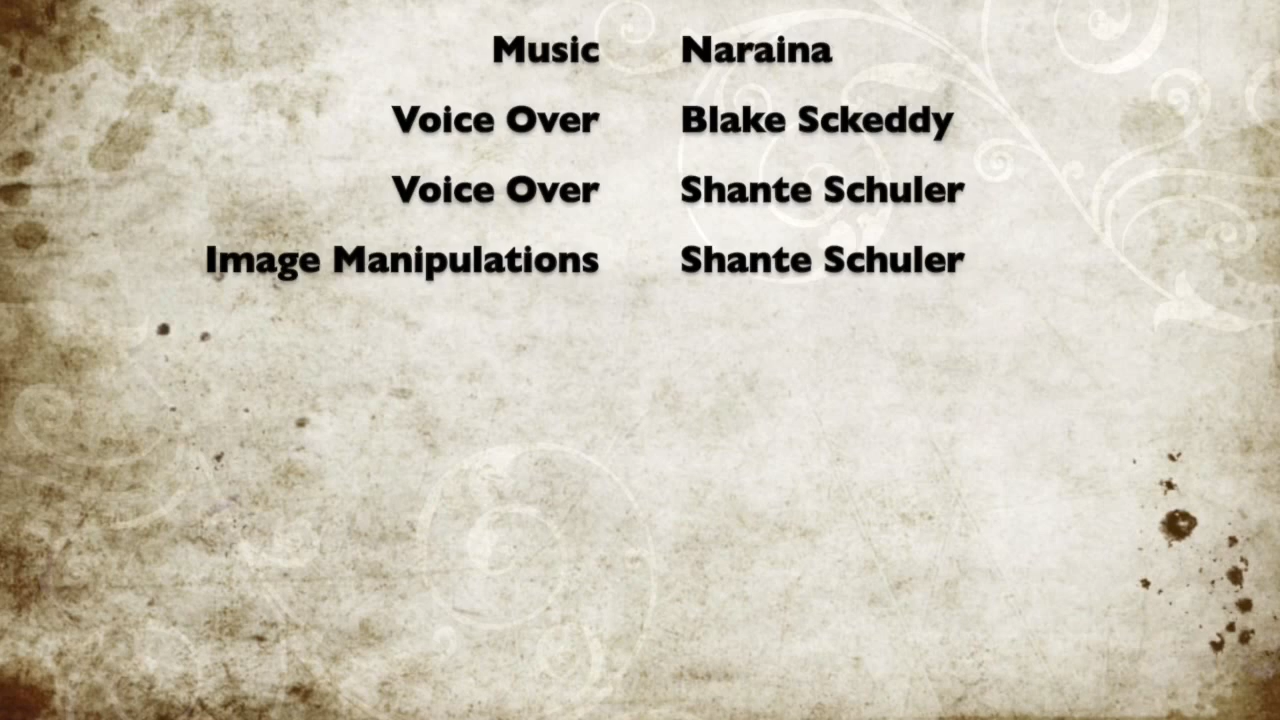 Music Naraina
Voice Over Blake Sckeddy
Voice Over Shante Schuler
Image Manipulations Shante Schuler